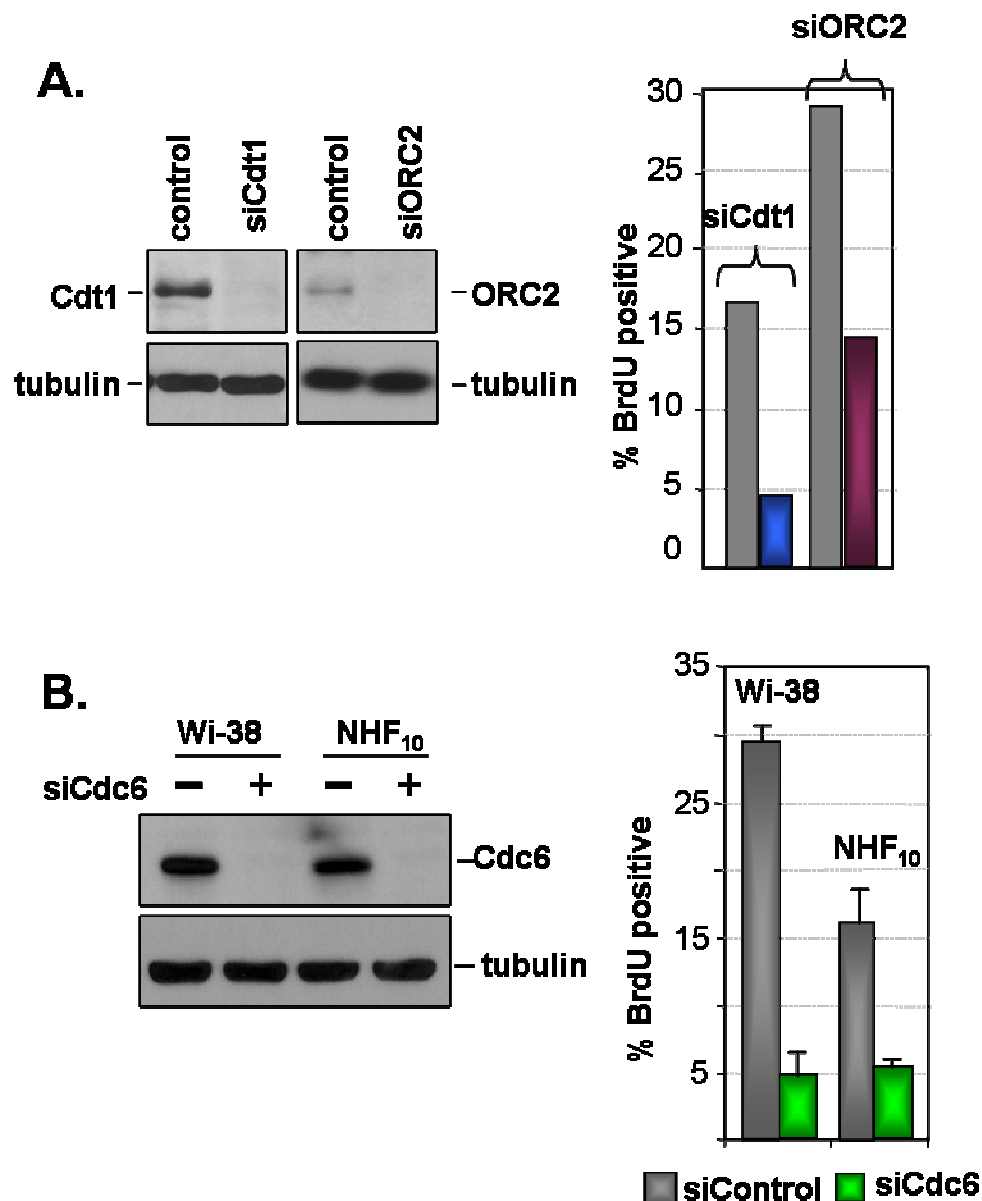 A.
control
siCdt1
control
siORC2
Cdt1
ORC2
tubulin
tubulin
siORC2
siCdt1
% BrdU positive
30
25
20
15
10
5
0
B.
Wi-38
NHF10
siCdc6
− + − +
Cdc6
tubulin
Wi-38
NHF10
% BrdU positive
35
25
15
5
siControl
siCdc6